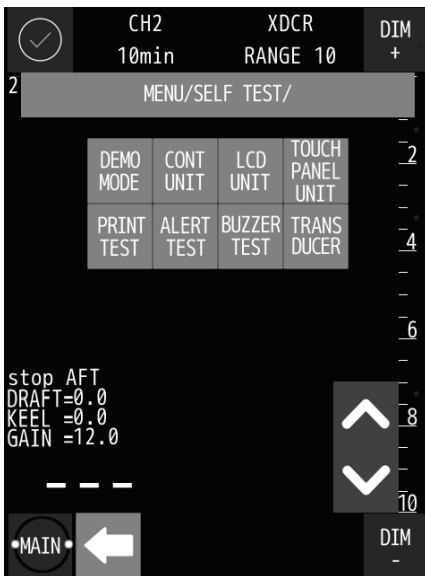 CH2 XDCR DIM
10min RANGE 10 +
2 MENU/SELF TEST/
DEMO MODE CONT UNIT LCD UNIT TOUCH PANEL UNIT
2
PRINT TEST ALERT TEST BUZZER TEST TRANS DUCER
4
6
stop AFT
DRAFT=0.0
KEEL =0.0
GAIN =12.0
8
– – –
10
•MAIN• DIM
-